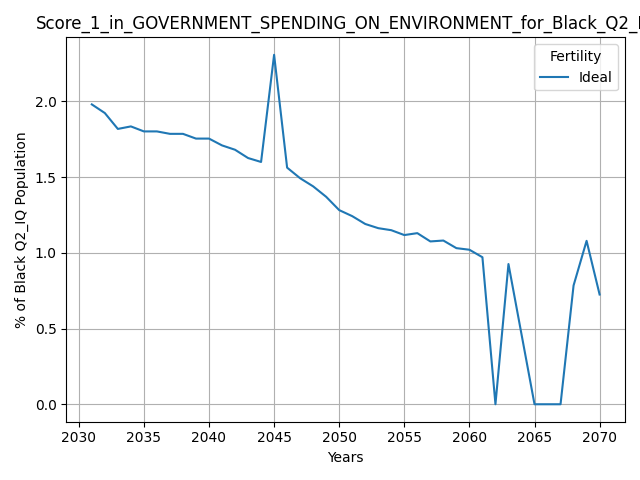 Score_1_in_GOVERNMENT_SPENDING_ON_ENVIRONMENT_for_Black_Q2_I
Fertility
Ideal
2.0
1.5
1.0
0.5
0.0
% of Black Q2_IQ Population
2030 2035 2040 2045 2050 2055 2060 2065 2070
Years